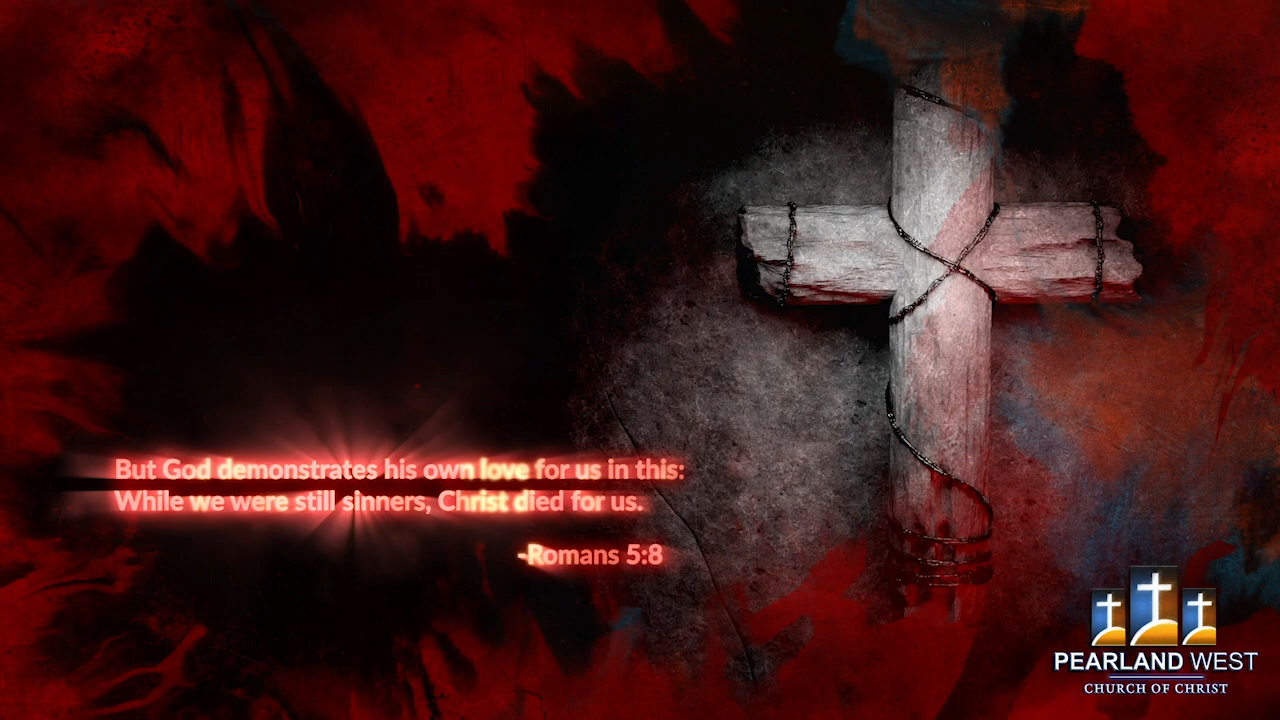 But God demonstrates his own love for us in this:
While we were still sinners, Christ died for us.
-Romans 5:8
PEARLAND WEST
CHURCH OF CHRIST